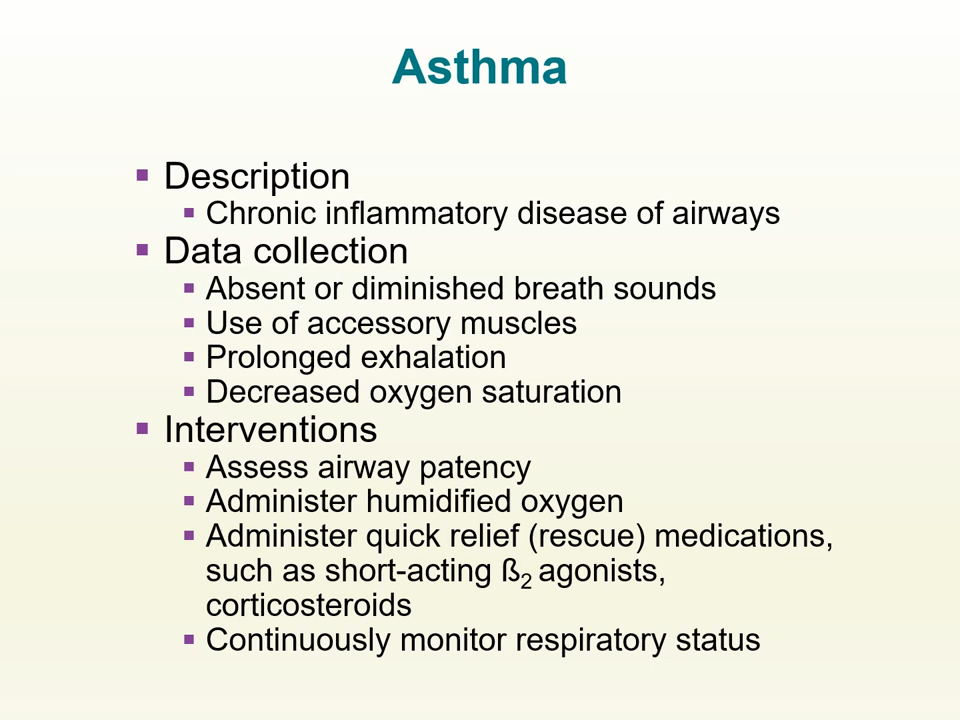 Asthma
▪ Description
▪ Chronic inflammatory disease of airways
▪ Data collection
▪ Absent or diminished breath sounds
▪ Use of accessory muscles
▪ Prolonged exhalation
▪ Decreased oxygen saturation
▪ Interventions
▪ Assess airway patency
▪ Administer humidified oxygen
▪ Administer quick relief (rescue) medications,
such as short-acting ß₂ agonists,
corticosteroids
▪ Continuously monitor respiratory status